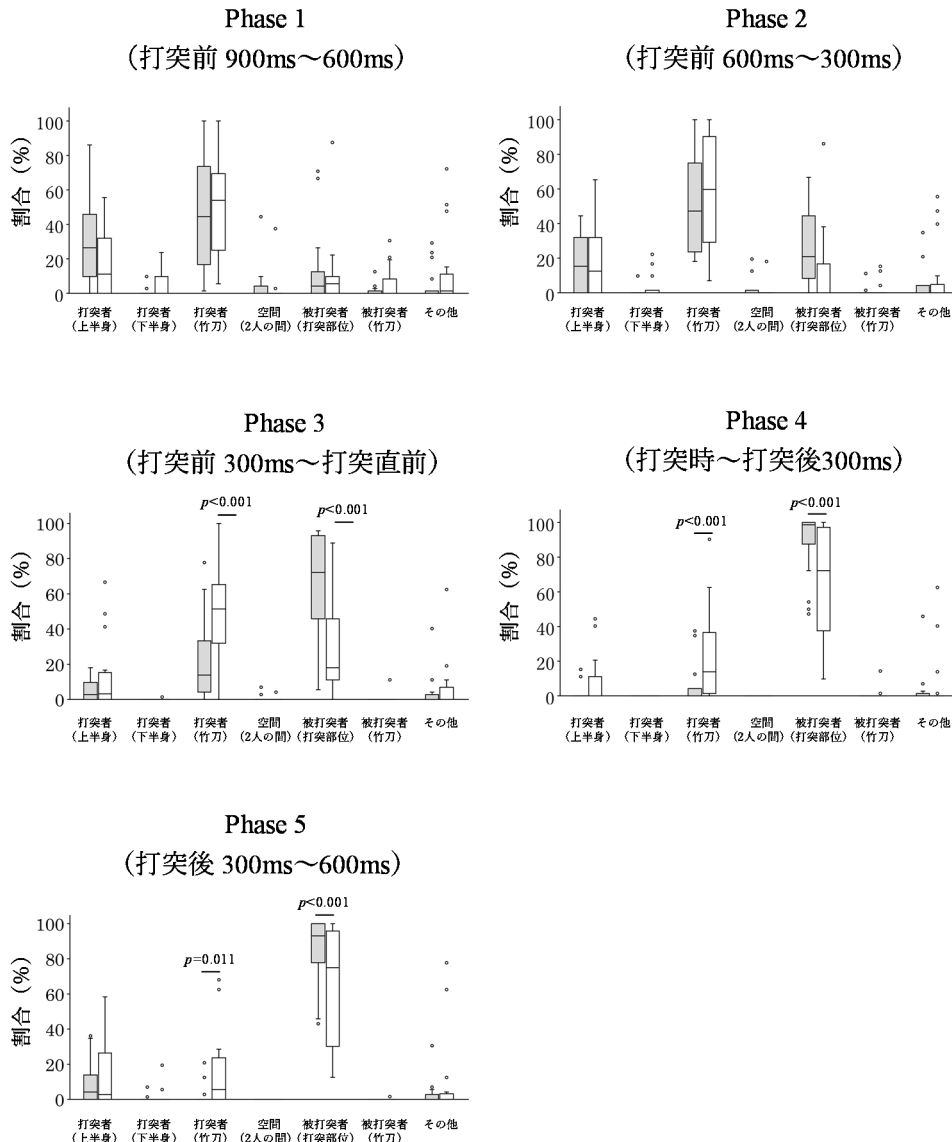 Phase 1
（打突前 900ms～600ms）
割合（%）
100
80
60
40
20
0
打突者
（上半身）
打突者
（下半身）
打突者
（竹刀）
空間
（2人の間）
被打突者
（打突部位）
被打突者
（竹刀）
その他
Phase 2
（打突前 600ms～300ms）
割合（%）
100
80
60
40
20
0
打突者
（上半身）
打突者
（下半身）
打突者
（竹刀）
空間
（2人の間）
被打突者
（打突部位）
被打突者
（竹刀）
その他
Phase 3
（打突前 300ms～打突直前）
割合（%）
p<0.001
p<0.001
100
80
60
40
20
0
打突者
（上半身）
打突者
（下半身）
打突者
（竹刀）
空間
（2人の間）
被打突者
（打突部位）
被打突者
（竹刀）
その他
Phase 4
（打突時～打突後300ms）
割合（%）
p<0.001
p<0.001
100
80
60
40
20
0
打突者
（上半身）
打突者
（下半身）
打突者
（竹刀）
空間
（2人の間）
被打突者
（打突部位）
被打突者
（竹刀）
その他
Phase 5
（打突後 300ms～600ms）
割合（%）
p=0.011
p<0.001
100
80
60
40
20
0
打突者
（上半身）
打突者
（下半身）
打突者
（竹刀）
空間
（2人の間）
被打突者
（打突部位）
被打突者
（竹刀）
その他